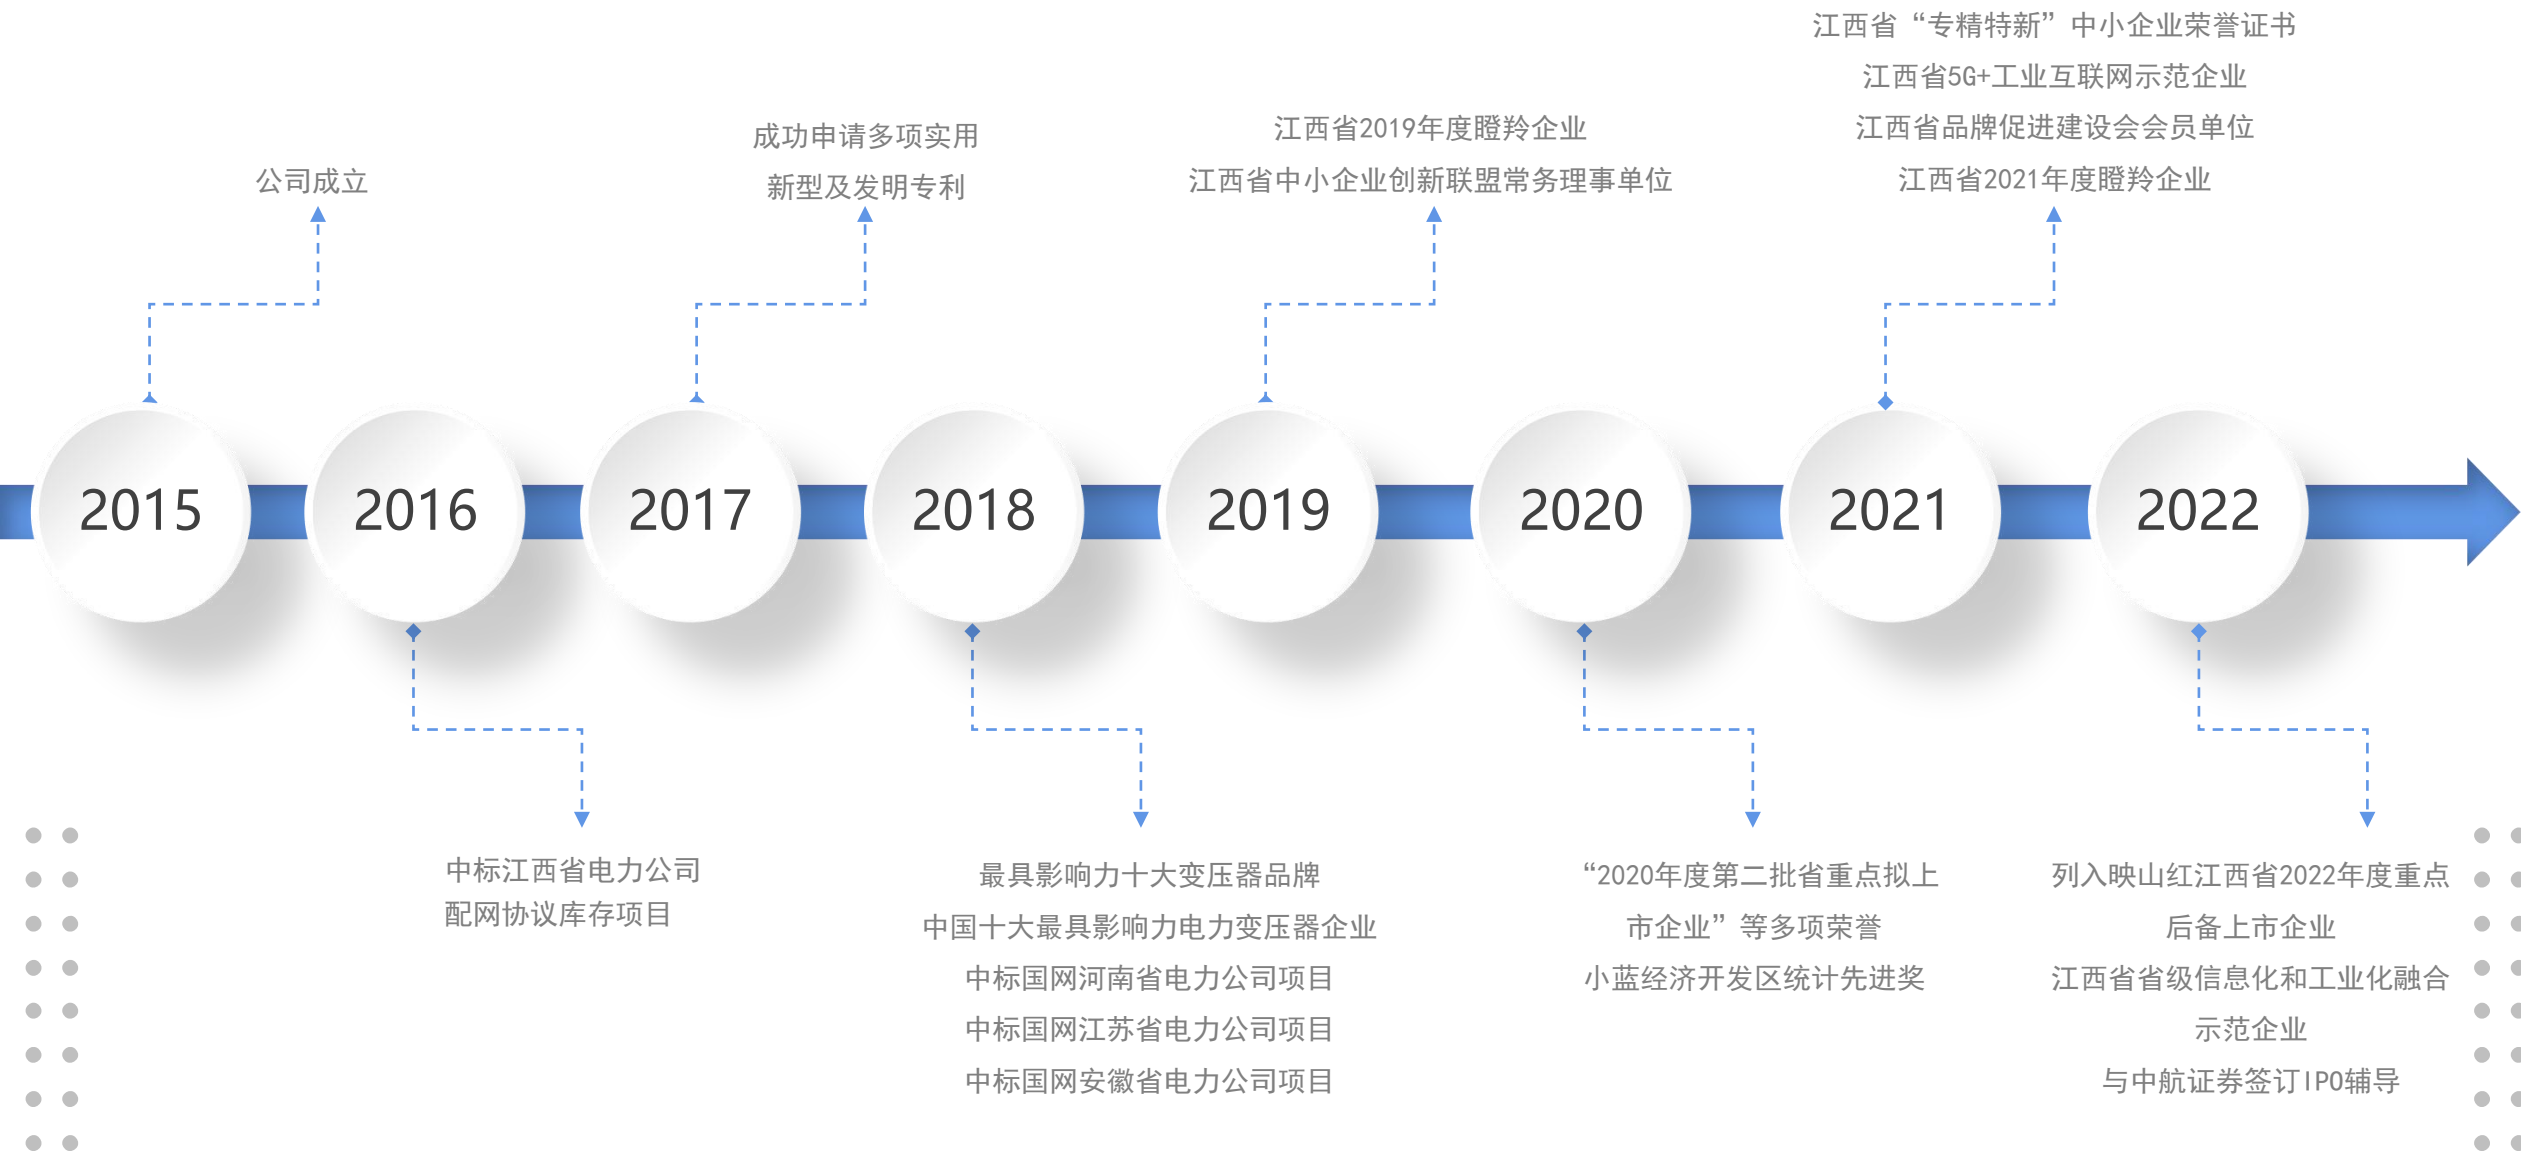 江西省“专精特新”中小企业荣誉证书
江西省5G+工业互联网示范企业
江西省品牌促进建设会会员单位
江西省2021年度瞪羚企业
江西省2019年度瞪羚企业
江西省中小企业创新联盟常务理事单位
成功申请多项实用
新型及发明专利
公司成立
2015
2016
2017
2018
2019
2020
2021
2022
中标江西省电力公司
配网协议库存项目
最具影响力十大变压器品牌
中国十大最具影响力电力变压器企业
中标国网河南省电力公司项目
中标国网江苏省电力公司项目
中标国网安徽省电力公司项目
“2020年度第二批省重点拟上
市企业”等多项荣誉
小蓝经济开发区统计先进奖
列入映山红江西省2022年度重点
后备上市企业
江西省省级信息化和工业化融合
示范企业
与中航证券签订IPO辅导